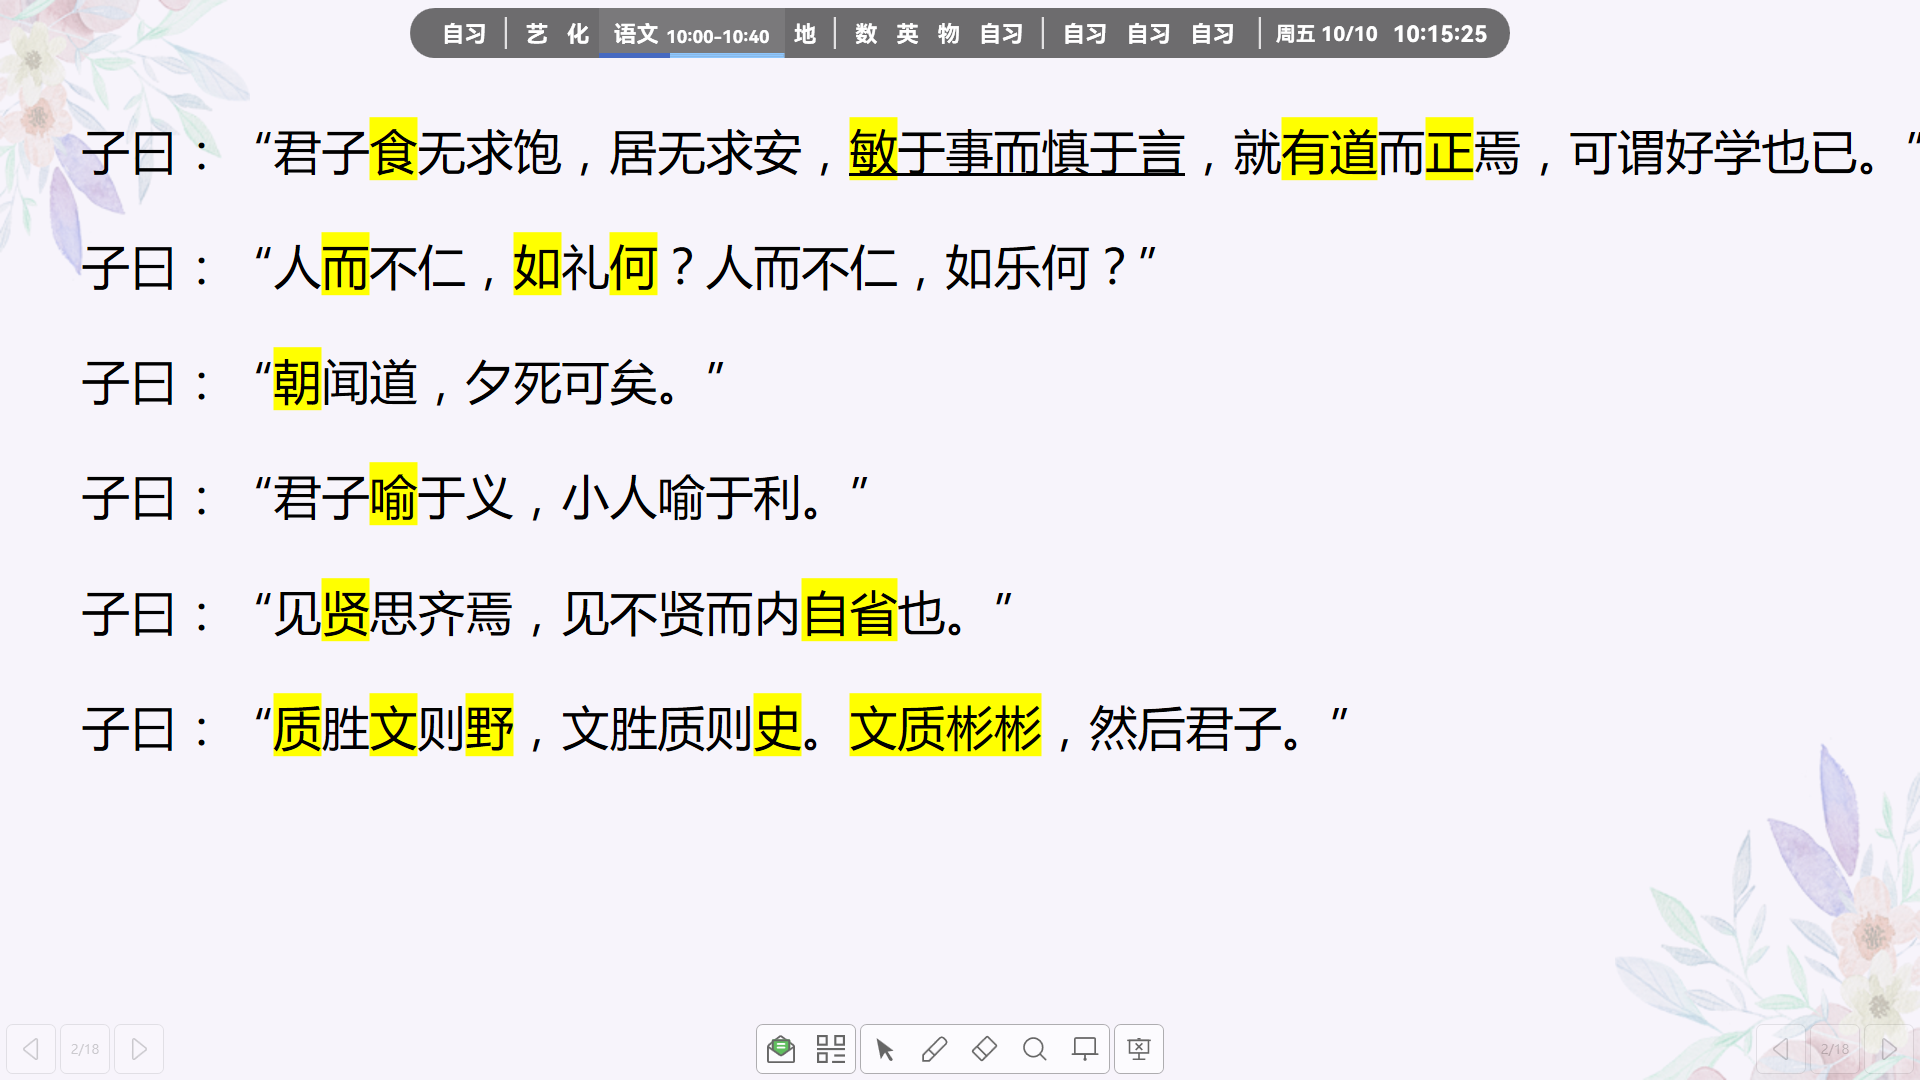 自习 | 艺 化 语文 10:00-10:40 地 | 数 英 物 自习 | 自习 自习 自习 | 周五 10/10 10:15:25
子曰：“君子食无求饱，居无求安，敏于事而慎于言，就有道而正焉，可谓好学也已。”
子曰：“人而不仁，如礼何？人而不仁，如乐何？”
子曰：“朝闻道，夕死可矣。”
子曰：“君子喻于义，小人喻于利。”
子曰：“见贤思齐焉，见不贤而内自省也。”
子曰：“质胜文则野，文胜质则史。文质彬彬，然后君子。”
2/18
2/18